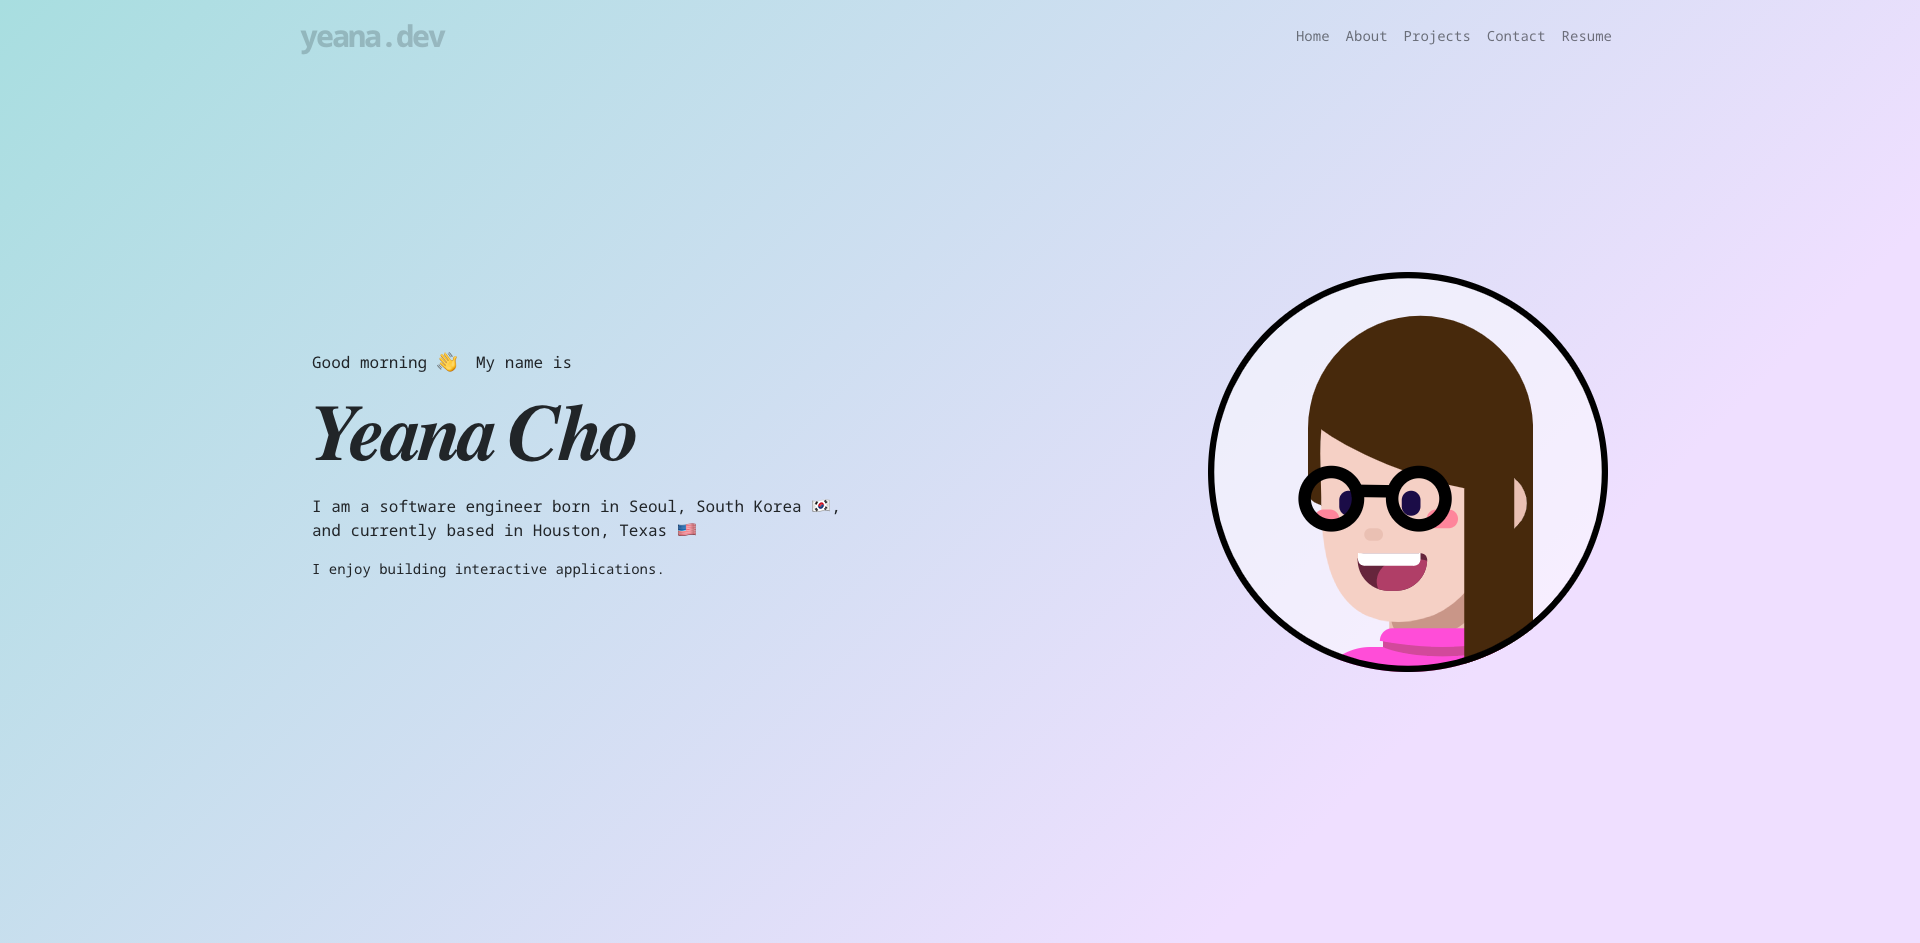 yeana.dev
Home About Projects Contact Resume
Good morning 👋 My name is
Yeana Cho
I am a software engineer born in Seoul, South Korea 🇰🇷,
and currently based in Houston, Texas 🇺🇸
I enjoy building interactive applications.